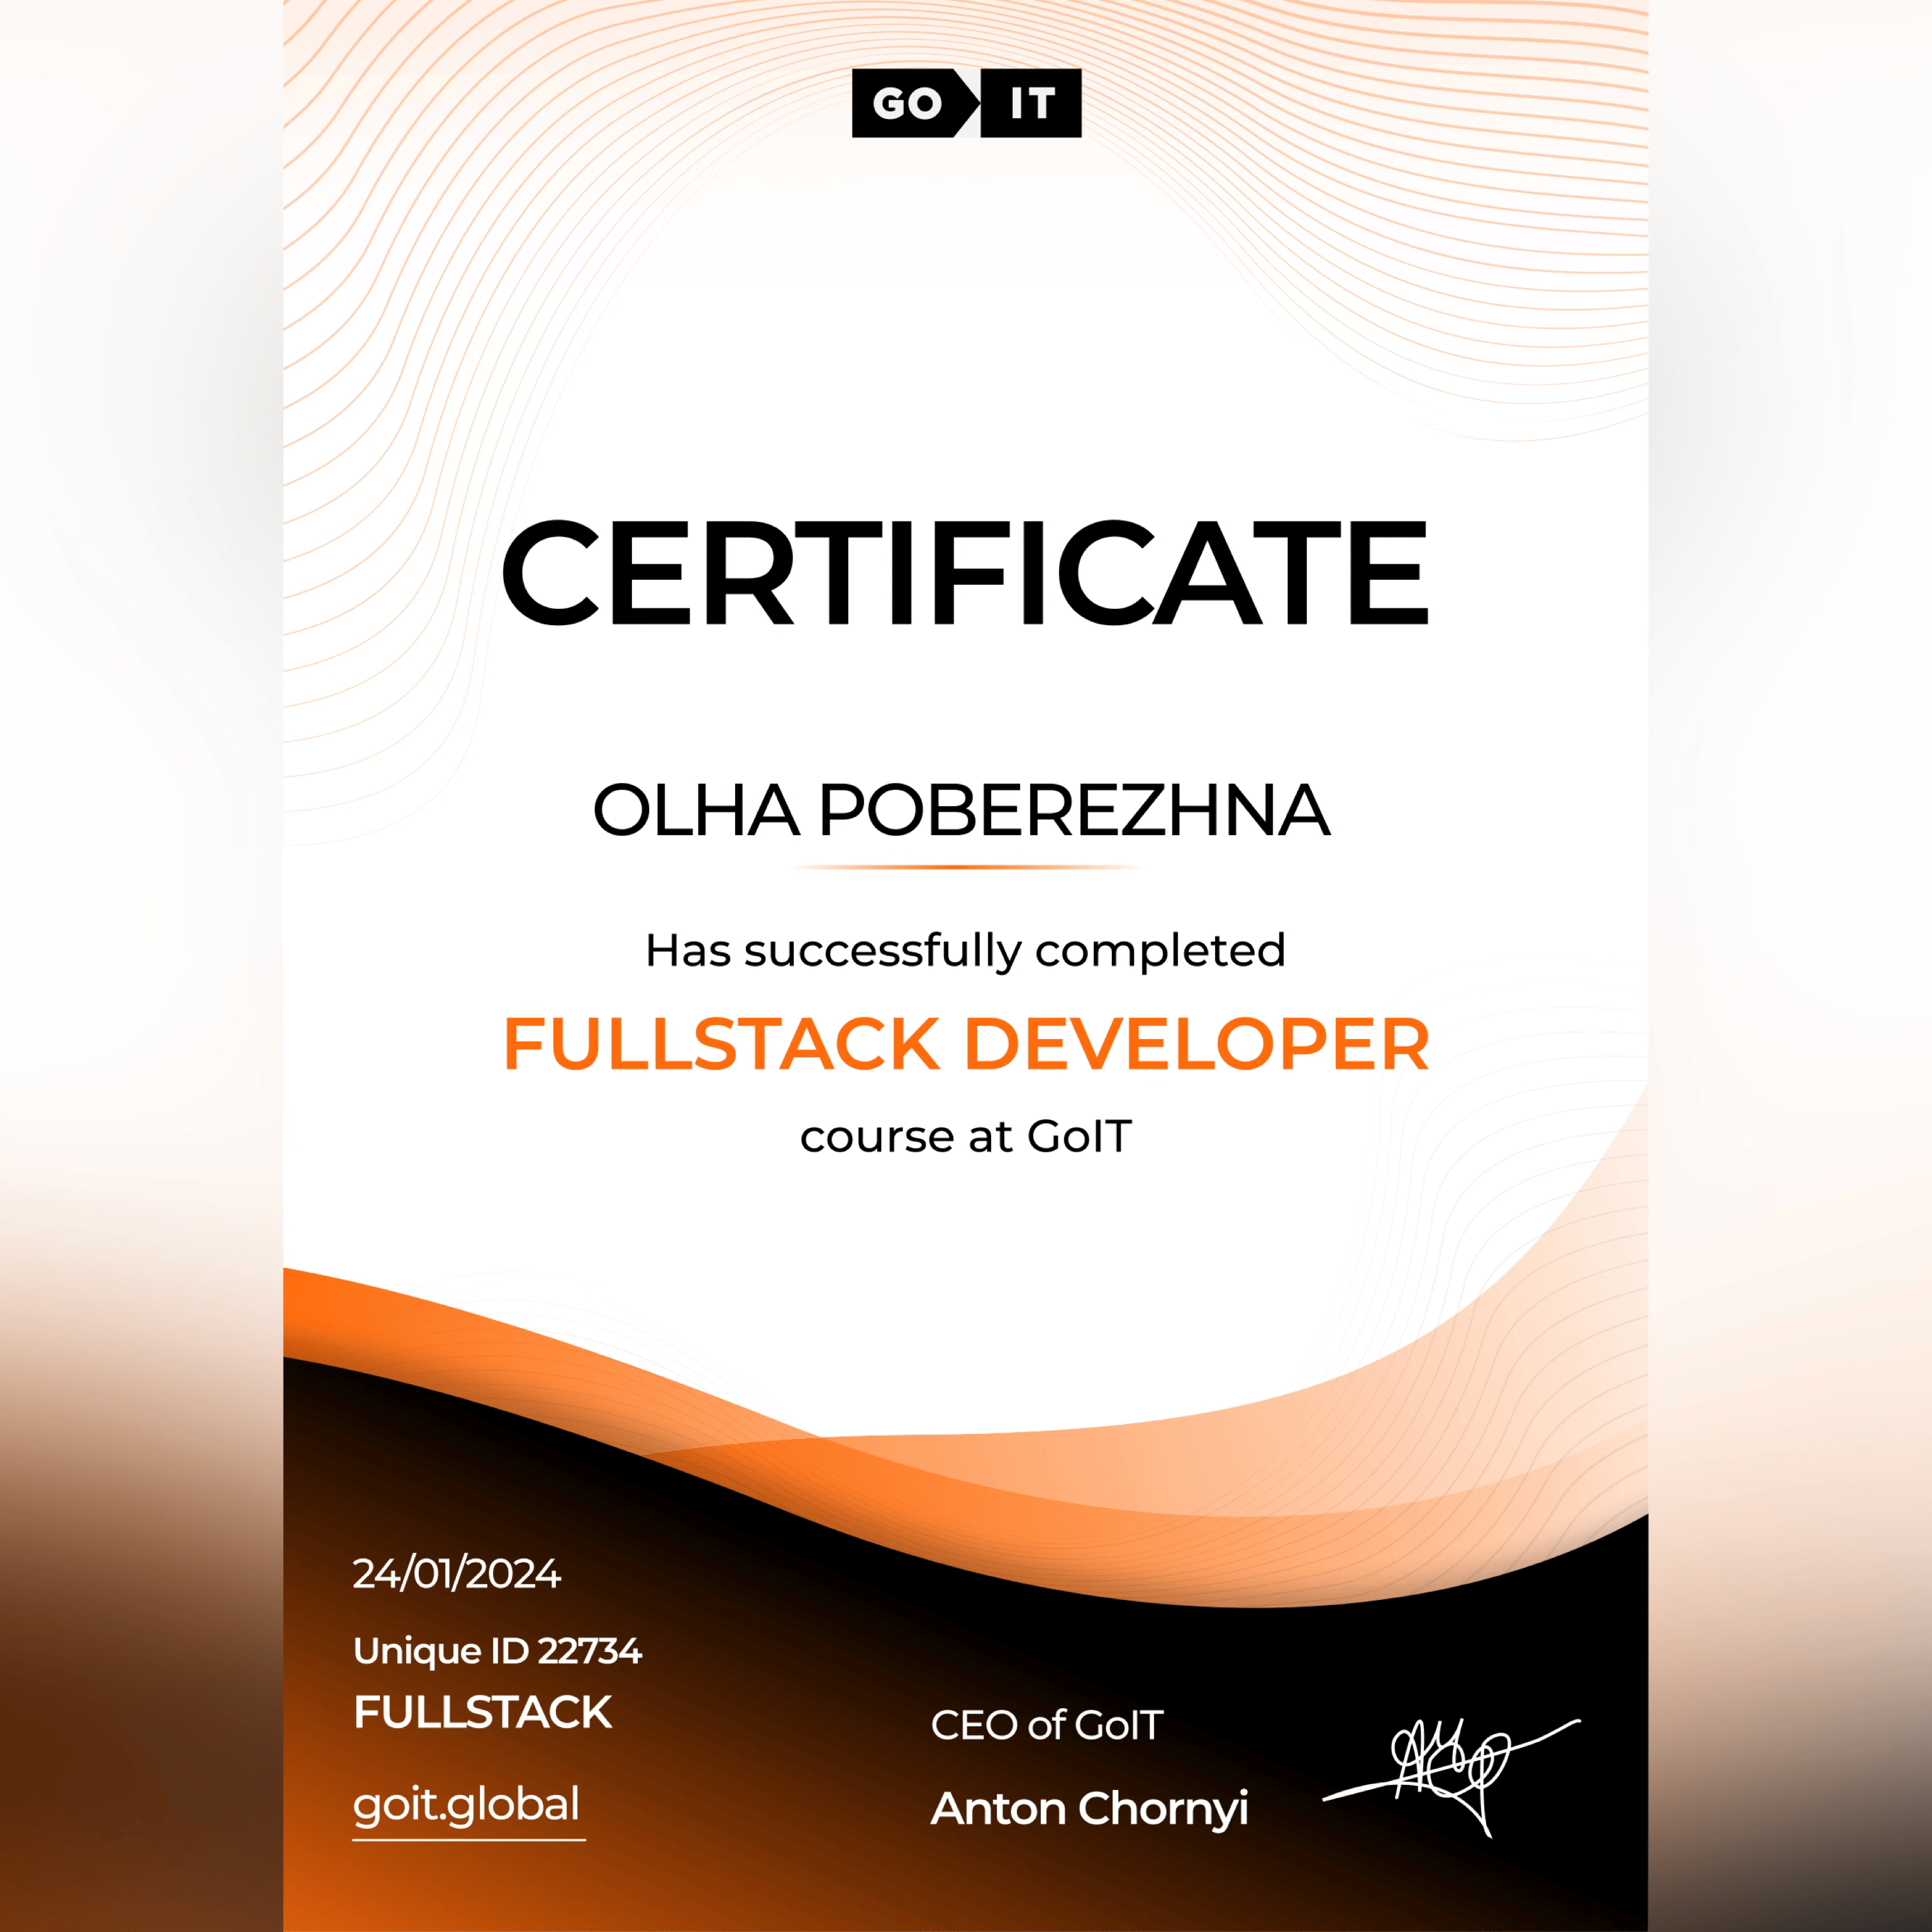 GO IT
CERTIFICATE
OLHA POBEREZHNA
Has successfully completed
FULLSTACK DEVELOPER
course at GoIT
24/01/2024
Unique ID 22734
FULLSTACK
goit.global
CEO of GoIT
Anton Chornyi